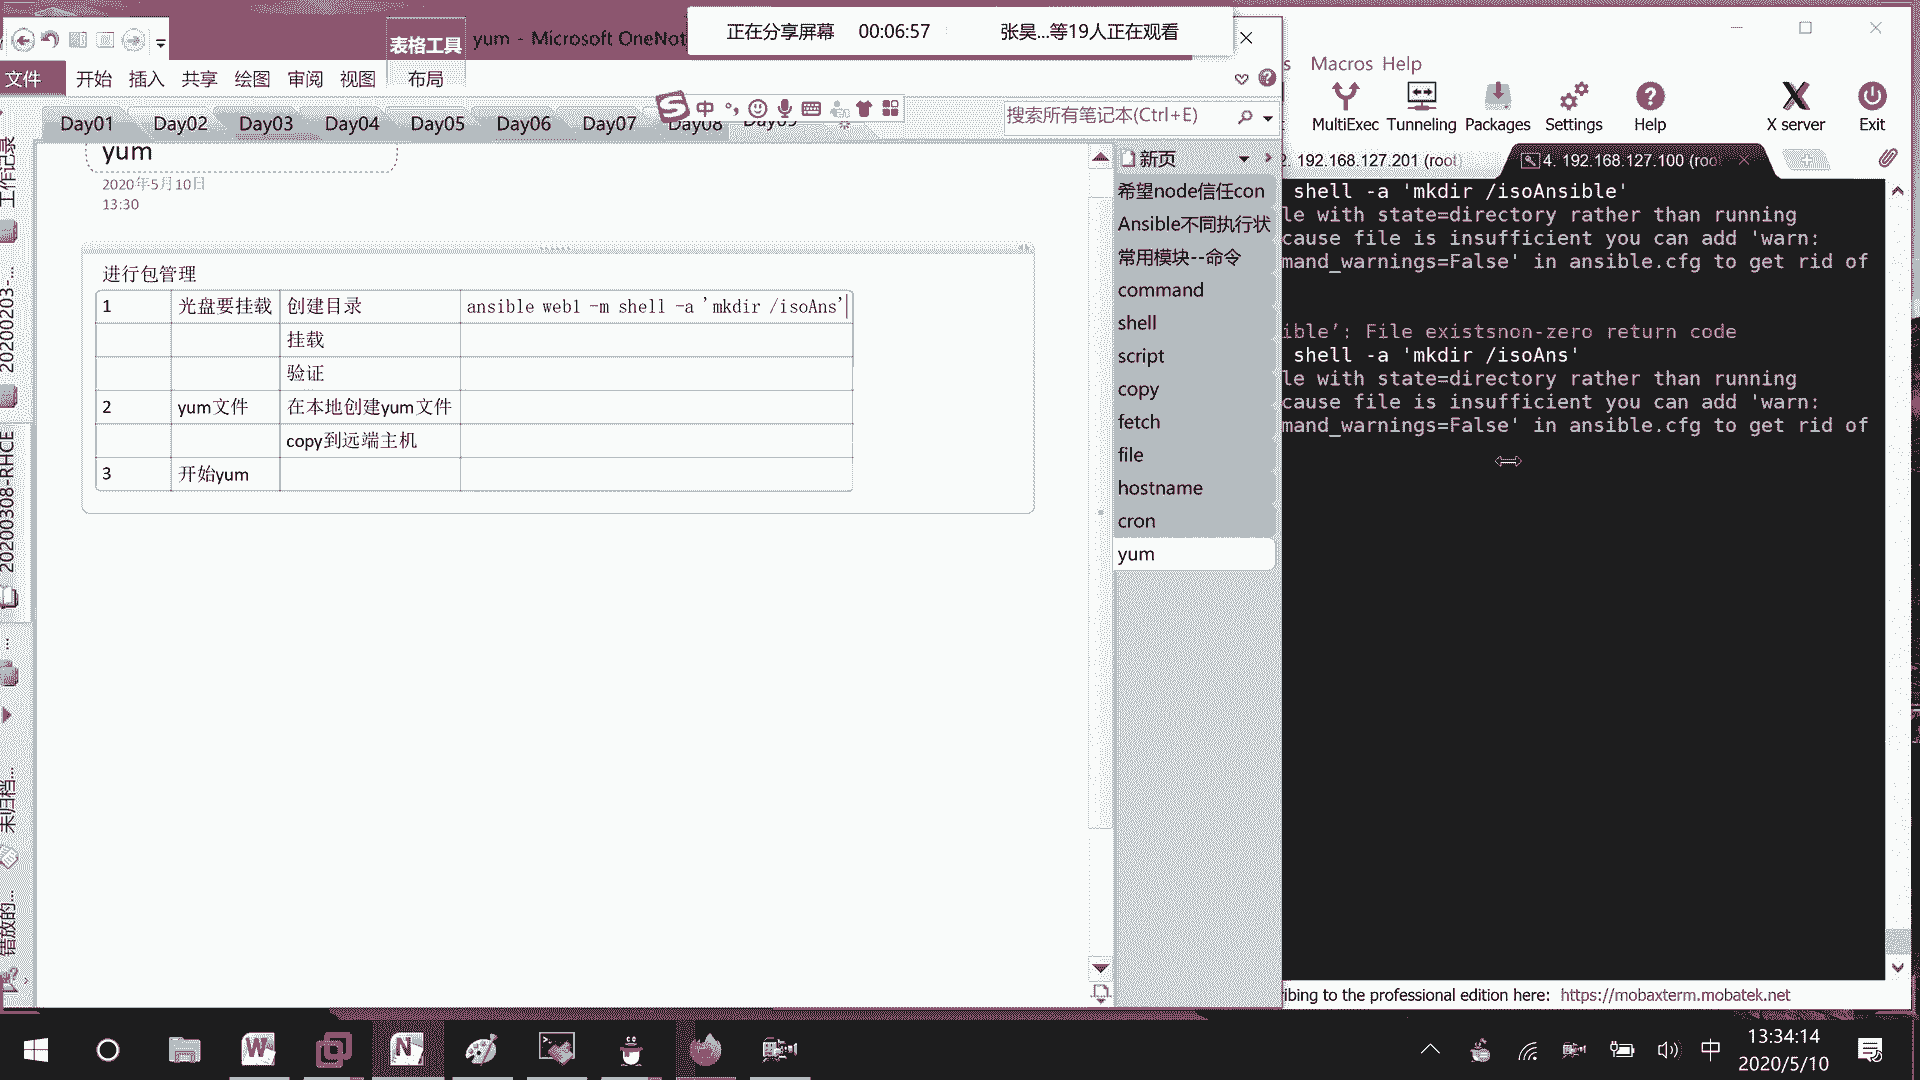 正在分享屏幕 00:06:57 张昊...等19人正在观看
表格工具
yum - Microsoft OneNot
文件 开始 插入 共享 绘图 审阅 视图 布局
Day01 Day02 Day03 Day04 Day05 Day06 Day07 Day08
中
搜索所有笔记本(Ctrl+E)
工作记录
20200203-...
20200308-RHCE
...
未归档...
错放的...
yum
2020年5月10日
13:30
进行包管理
1 光盘要挂载 创建目录 ansible web1 -m shell -a 'mkdir /isoAns'
挂载
验证
2 yum文件 在本地创建yum文件
copy到远端主机
3 开始yum
新页
希望node信任con
Ansible不同执行状
常用模块--命令
command
shell
script
copy
fetch
file
hostname
cron
yum
s Macros Help
MultiExec Tunneling Packages Settings Help X server Exit
2. 192.168.127.201 (root)
4. 192.168.127.100 (roo
shell -a 'mkdir /isoAnsible'
le with state=directory rather than running
cause file is insufficient you can add 'warn:
mand_warnings=False' in ansible.cfg to get rid of
ible’: File existsnon-zero return code
shell -a 'mkdir /isoAns'
le with state=directory rather than running
cause file is insufficient you can add 'warn:
mand_warnings=False' in ansible.cfg to get rid of
ibing to the professional edition here: https://mobaxterm.mobatek.net
中
13:34:14
2020/5/10